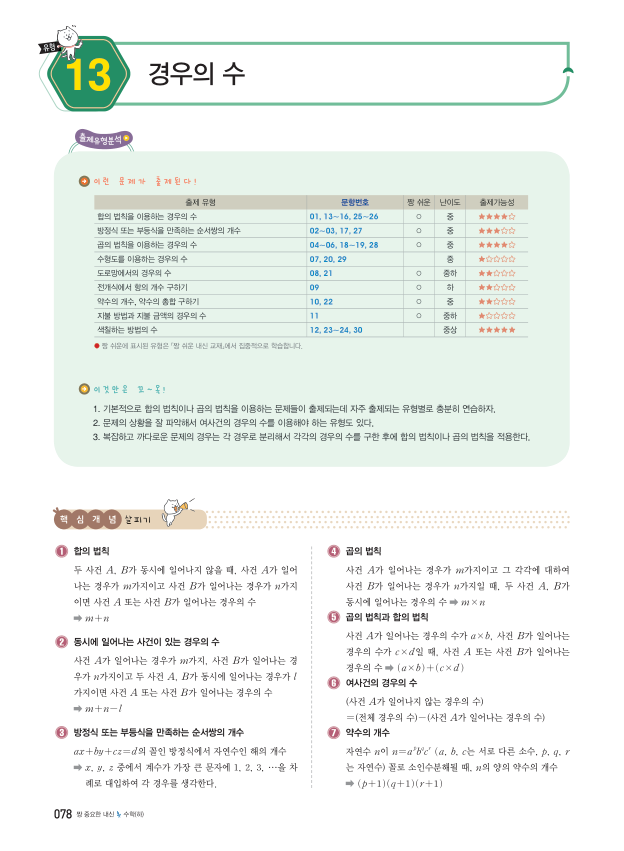 유형
13
경우의 수
출제유형분석
이런 문제가 출제된다!
출제 유형 문항번호 짱 쉬운 난이도 출제가능성
합의 법칙을 이용하는 경우의 수 01, 13~16, 25~26 ○ 중 ★★★★☆
방정식 또는 부등식을 만족하는 순서쌍의 개수 02~03, 17, 27 ○ 중 ★★★☆☆
곱의 법칙을 이용하는 경우의 수 04~06, 18~19, 28 ○ 중 ★★★★☆
수형도를 이용하는 경우의 수 07, 20, 29 중 ★☆☆☆☆
도로망에서의 경우의 수 08, 21 ○ 중하 ★★☆☆☆
전개식에서 항의 개수 구하기 09 ○ 하 ★★☆☆☆
약수의 개수, 약수의 총합 구하기 10, 22 ○ 중 ★★☆☆☆
지불 방법과 지불 금액의 경우의 수 11 ○ 중하 ★☆☆☆☆
색칠하는 방법의 수 12, 23~24, 30 중상 ★★★★★
● 짱 쉬운에 표시된 유형은 「짱 쉬운 내신 교재」에서 집중적으로 학습합니다.
이것만은 꼬~옥!
1. 기본적으로 합의 법칙이나 곱의 법칙을 이용하는 문제들이 출제되는데 자주 출제되는 유형별로 충분히 연습하자.
2. 문제의 상황을 잘 파악해서 여사건의 경우의 수를 이용해야 하는 유형도 있다.
3. 복잡하고 까다로운 문제의 경우는 각 경우로 분리해서 각각의 경우의 수를 구한 후에 합의 법칙이나 곱의 법칙을 적용한다.
핵심개념 살피기
1 합의 법칙
두 사건 A, B가 동시에 일어나지 않을 때, 사건 A가 일어
나는 경우가 m가지이고 사건 B가 일어나는 경우가 n가지
이면 사건 A 또는 사건 B가 일어나는 경우의 수
⇒ m+n
2 동시에 일어나는 사건이 있는 경우의 수
사건 A가 일어나는 경우가 m가지, 사건 B가 일어나는 경
우가 n가지이고 두 사건 A, B가 동시에 일어나는 경우가 l
가지이면 사건 A 또는 사건 B가 일어나는 경우의 수
⇒ m+n-l
3 방정식 또는 부등식을 만족하는 순서쌍의 개수
ax+by+cz=d의 꼴인 방정식에서 자연수인 해의 개수
⇒ x, y, z 중에서 계수가 가장 큰 문자에 1, 2, 3, …을 차
례로 대입하여 각 경우를 생각한다.
4 곱의 법칙
사건 A가 일어나는 경우가 m가지이고 그 각각에 대하여
사건 B가 일어나는 경우가 n가지일 때, 두 사건 A, B가
동시에 일어나는 경우의 수 ⇒ m×n
5 곱의 법칙과 합의 법칙
사건 A가 일어나는 경우의 수가 a×b, 사건 B가 일어나는
경우의 수가 c×d일 때, 사건 A 또는 사건 B가 일어나는
경우의 수 ⇒ (a×b)+(c×d)
6 여사건의 경우의 수
(사건 A가 일어나지 않는 경우의 수)
=(전체 경우의 수)-(사건 A가 일어나는 경우의 수)
7 약수의 개수
자연수 n이 n=aᵖbᑫcʳ (a, b, c는 서로 다른 소수, p, q, r
는 자연수) 꼴로 소인수분해될 때, n의 양의 약수의 개수
⇒ (p+1)(q+1)(r+1)
078 짱 중요한 내신 수학(하)